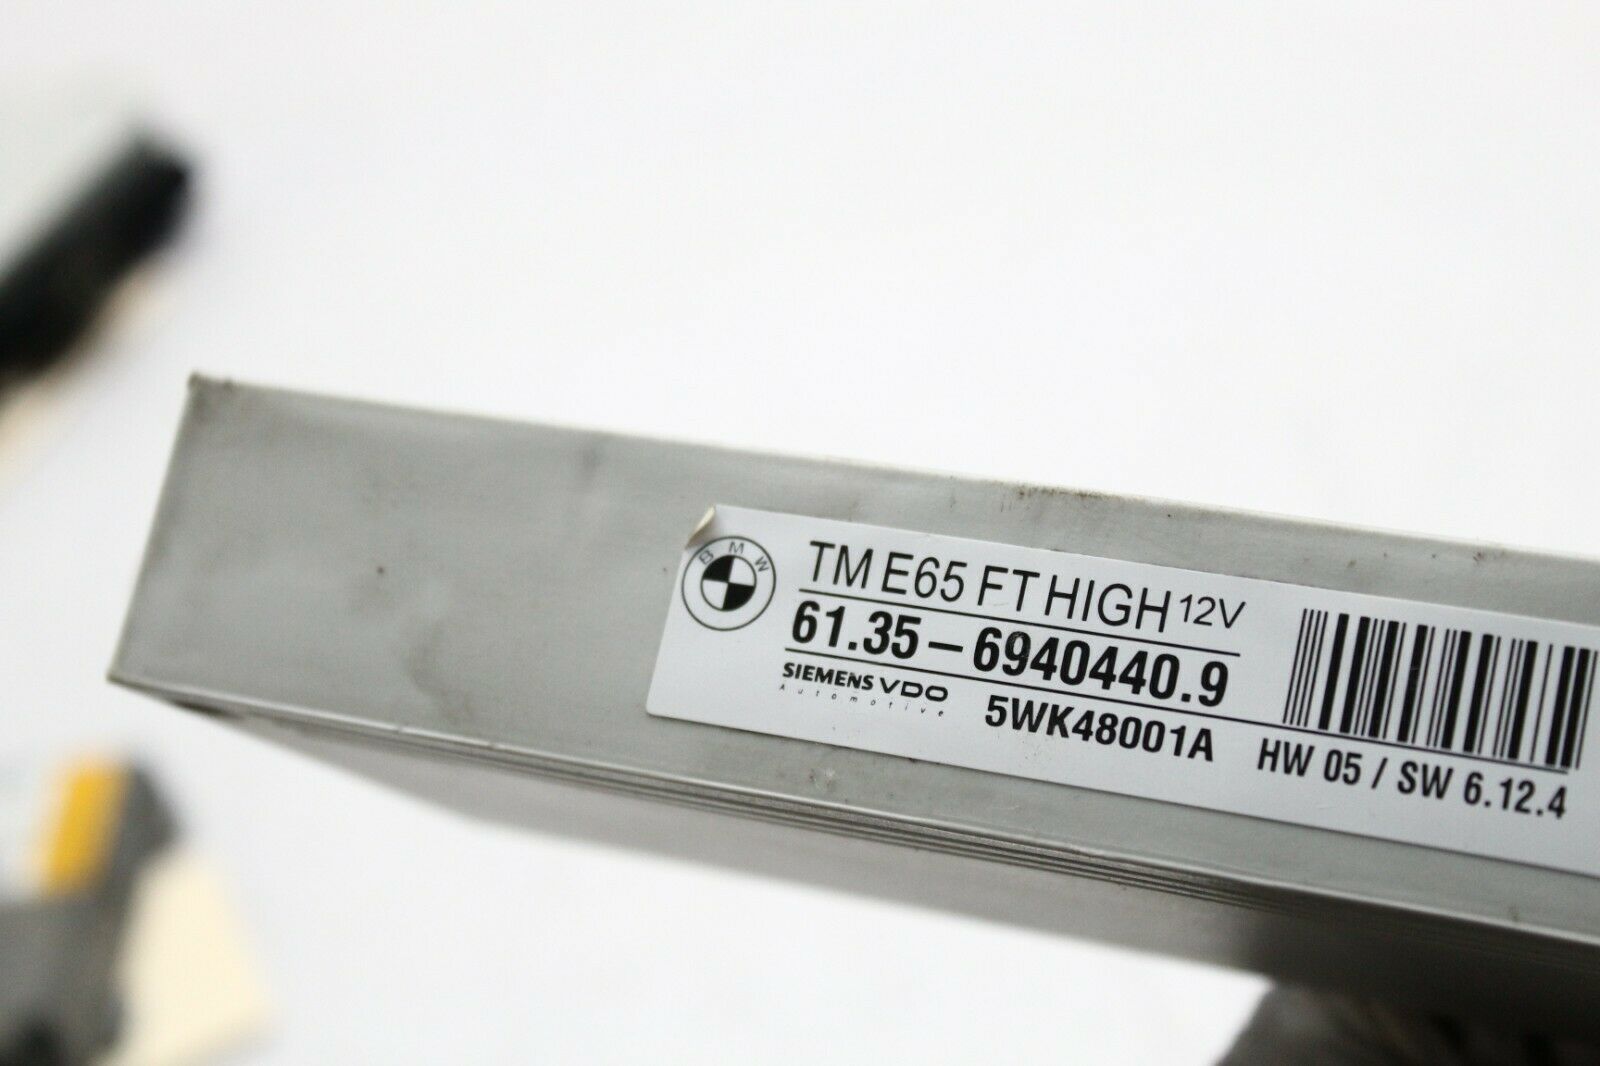 BMW
TM E65 FT HIGH 12V
61.35 – 6940440.9
SIEMENS VDO
Automotive
5WK48001A
HW 05 / SW 6.12.4